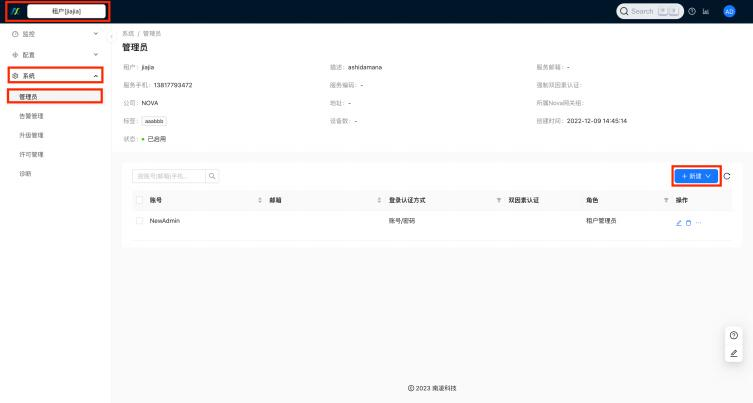 租户[jiajia]
Search
AD
监控
配置
系统
管理员
告警管理
升级管理
许可管理
诊断
系统 / 管理员
管理员
租户: jiajia
描述: ashidamana
服务邮箱: -
服务手机: 13817793472
服务编码: -
强制双因素认证:
公司: NOVA
地址: -
所属Nova网关组:
标签: aaabbb
设备数: -
创建时间: 2022-12-09 14:45:14
状态: 已启用
按账号|邮箱|手机...
+ 新建
账号 邮箱 登录认证方式 双因素认证 角色 操作
NewAdmin 账号/密码 租户管理员 ...
© 2023 南凌科技